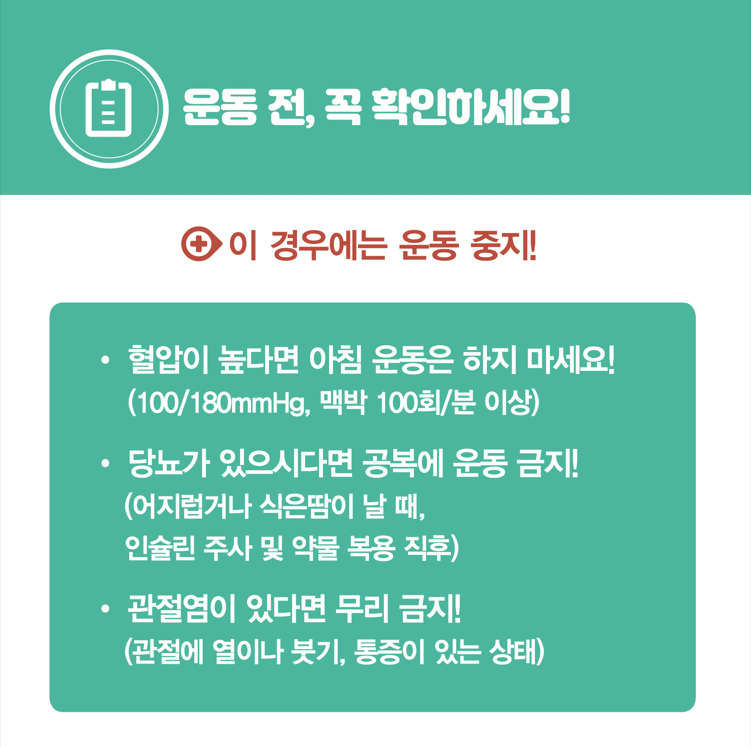 운동 전, 꼭 확인하세요!
이 경우에는 운동 중지!
• 혈압이 높다면 아침 운동은 하지 마세요!
(100/180mmHg, 맥박 100회/분 이상)
• 당뇨가 있으시다면 공복에 운동 금지!
(어지럽거나 식은땀이 날 때,
인슐린 주사 및 약물 복용 직후)
• 관절염이 있다면 무리 금지!
(관절에 열이나 붓기, 통증이 있는 상태)